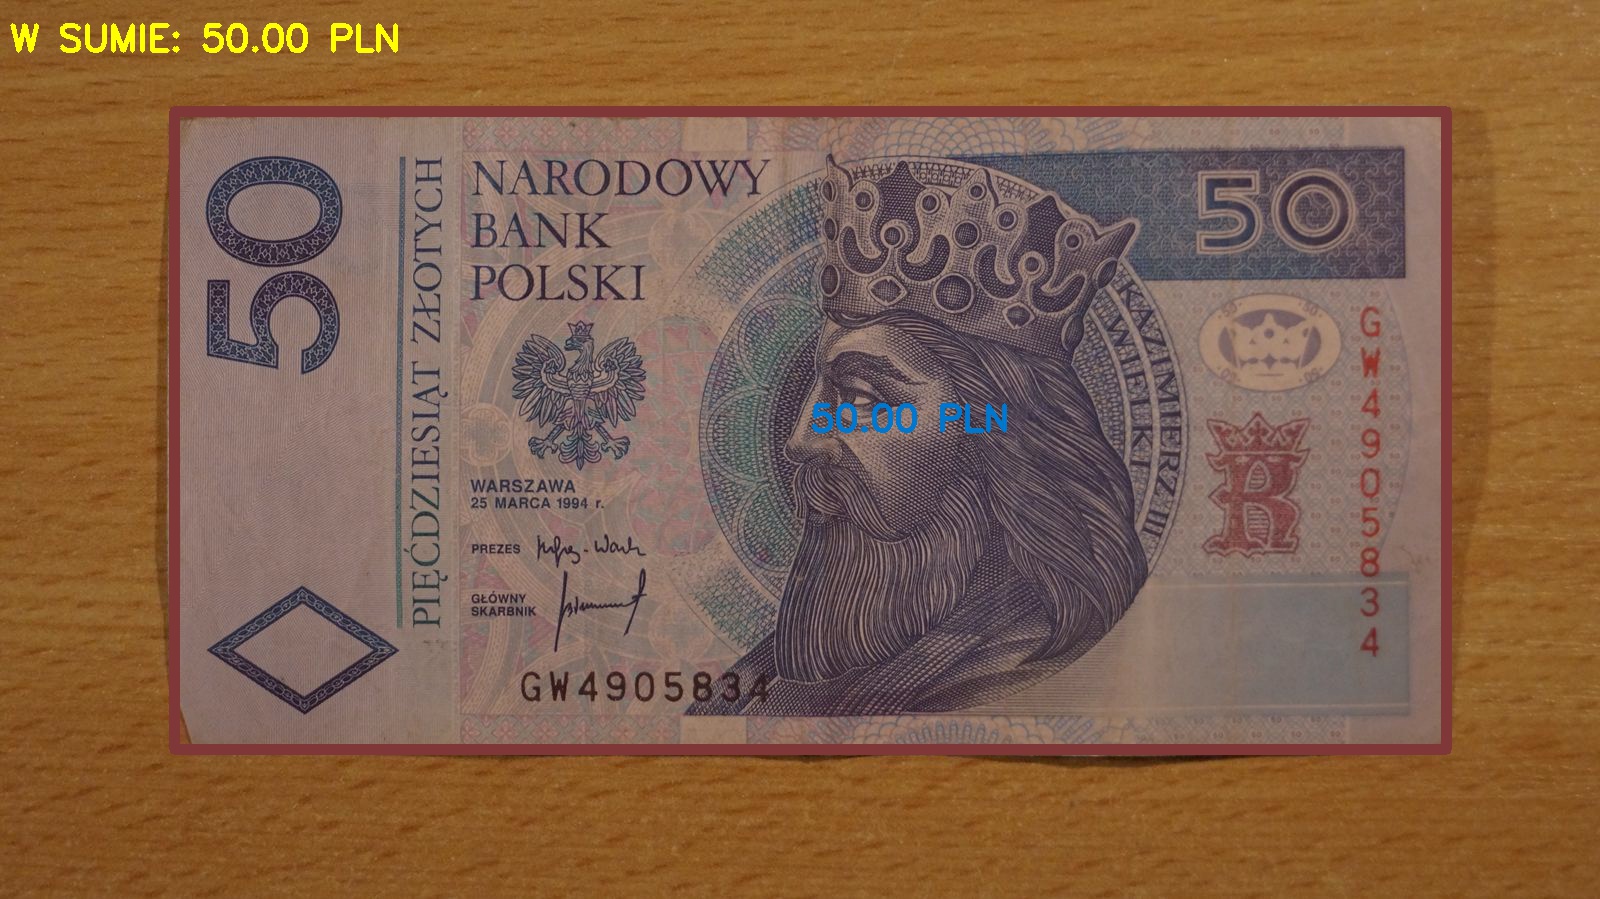 W SUMIE: 50.00 PLN
50
PIĘĆDZIESIĄT ZŁOTYCH
NARODOWY
BANK
POLSKI
50
KAZIMIERZ III
WIELKI
50.00 PLN
GW4905834
WARSZAWA
25 MARCA 1994 r.
PREZES
GŁÓWNY
SKARBNIK
GW4905834